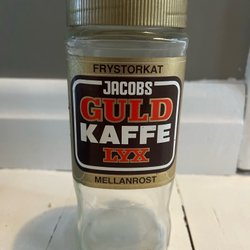 FRYSTORKAT
JACOBS
GULD
KAFFE
LYX
MELLANROST